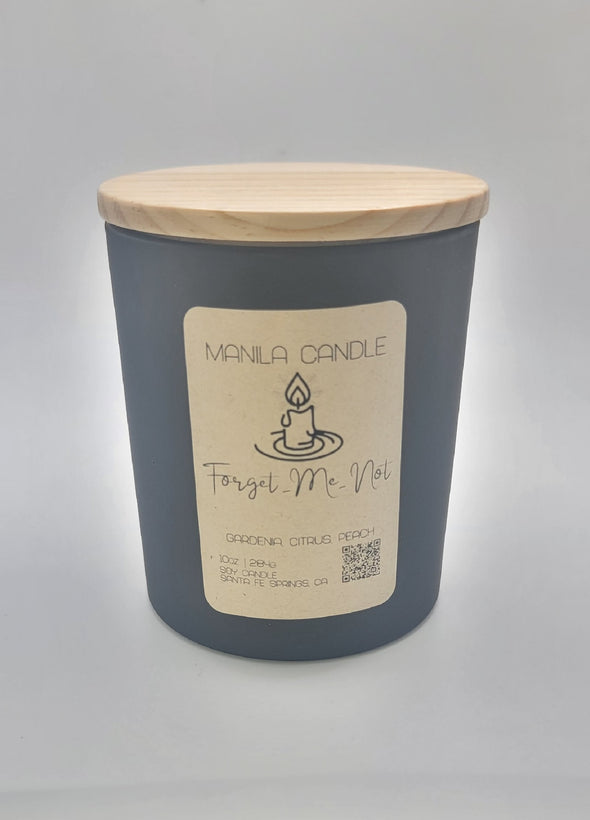 MANILA CANDLE
Forget-Me-Not
GARDENIA, CITRUS, PEACH
10oz | 284g
SOY CANDLE
SANTA FE SPRINGS, CA